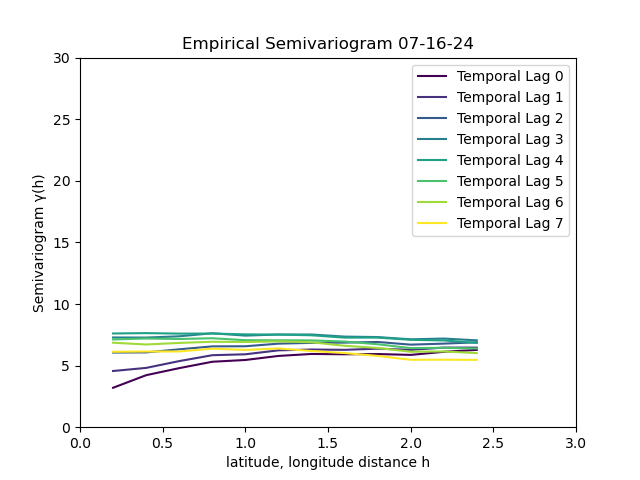 Empirical Semivariogram 07-16-24
30
25
20
15
10
5
0
Semivariogram γ(h)
Temporal Lag 0
Temporal Lag 1
Temporal Lag 2
Temporal Lag 3
Temporal Lag 4
Temporal Lag 5
Temporal Lag 6
Temporal Lag 7
0.0 0.5 1.0 1.5 2.0 2.5 3.0
latitude, longitude distance h